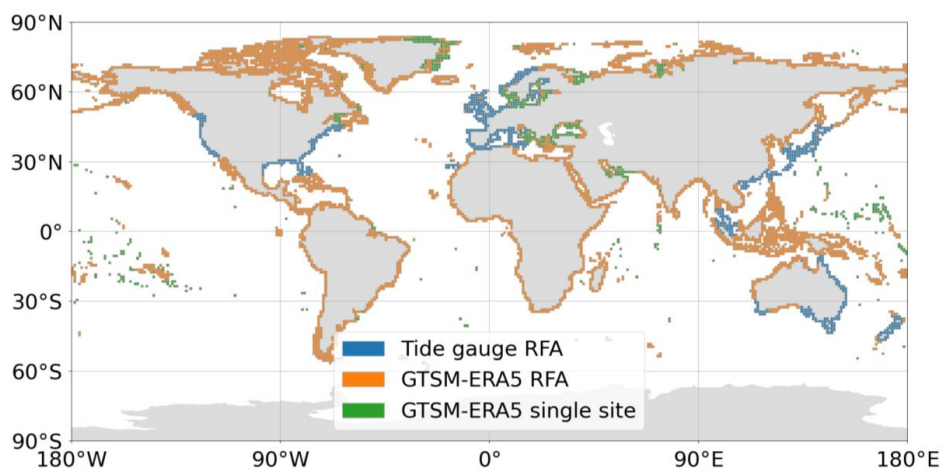 90°N
60°N
30°N
0°
30°S
60°S
90°S
180°W 90°W 0° 90°E 180°E
Tide gauge RFA
GTSM-ERA5 RFA
GTSM-ERA5 single site